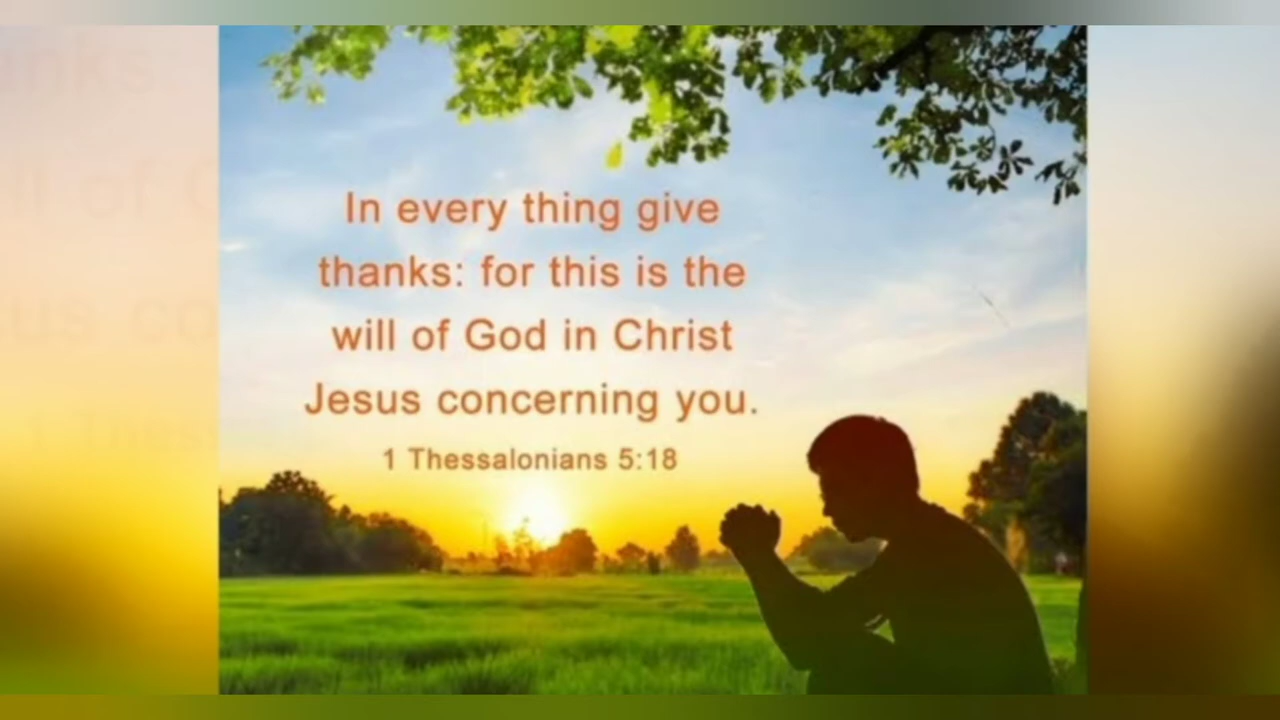 In every thing give
thanks: for this is the
will of God in Christ
Jesus concerning you.
1 Thessalonians 5:18